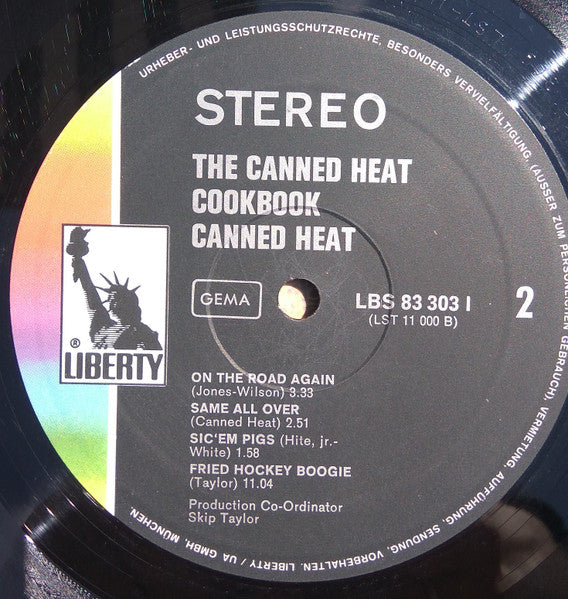 URHEBER- UND LEISTUNGSSCHUTZRECHTE, BESONDERS VERVIELFÄLTIGUNG, (AUSSER ZUM PERSÖNLICHEN GEBRAUCH), VERMIETUNG, AUFFÜHRUNG, SENDUNG, VORBEHALTEN. LIBERTY / UA GMBH, MÜNCHEN.
STEREO
THE CANNED HEAT
COOKBOOK
CANNED HEAT
® LIBERTY
GEMA
LBS 83 303 I
(LST 11 000 B)
2
ON THE ROAD AGAIN
(Jones-Wilson) 3.33
SAME ALL OVER
(Canned Heat) 2.51
SIC'EM PIGS (Hite, jr.-
White) 1.58
FRIED HOCKEY BOOGIE
(Taylor) 11.04
Production Co-Ordinator
Skip Taylor